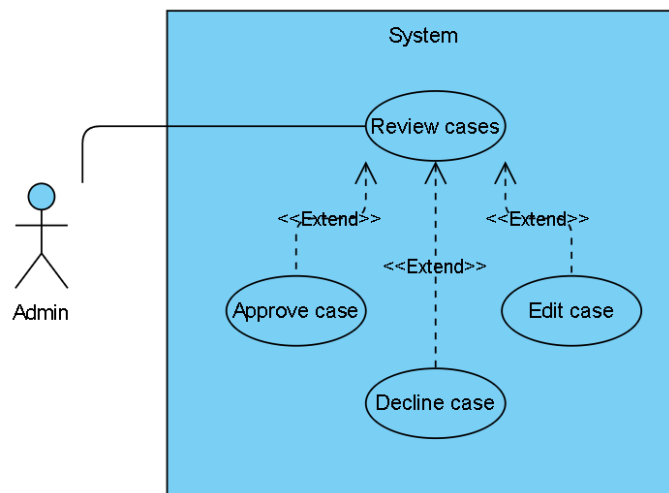 System
Review cases
<<Extend>>
<<Extend>>
<<Extend>>
Approve case
Edit case
Admin
Decline case